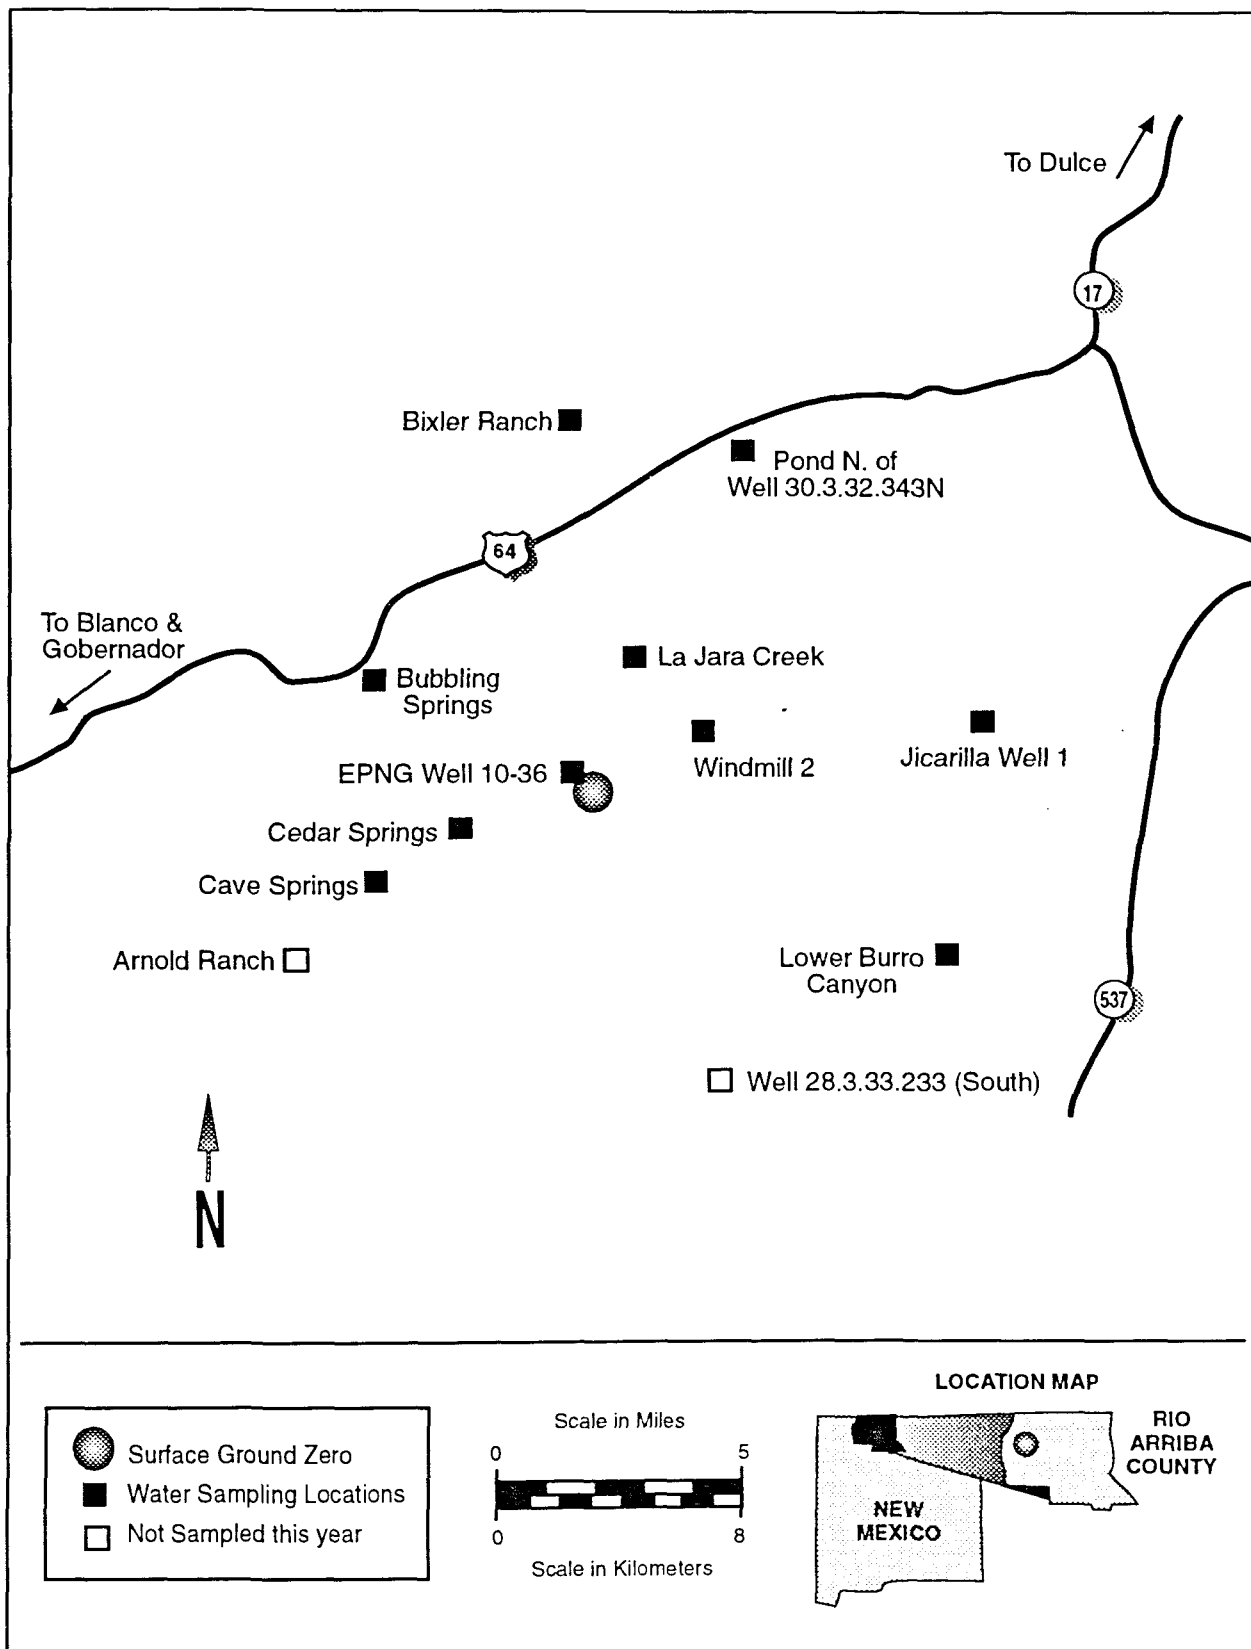 To Dulce
17
Bixler Ranch
Pond N. of
Well 30.3.32.343N
64
To Blanco &
Gobernador
La Jara Creek
Bubbling
Springs
Windmill 2
Jicarilla Well 1
EPNG Well 10-36
Cedar Springs
Cave Springs
Arnold Ranch
Lower Burro
Canyon
537
Well 28.3.33.233 (South)
N
LOCATION MAP
Surface Ground Zero
Water Sampling Locations
Not Sampled this year
Scale in Miles
0 5
0 8
Scale in Kilometers
RIO
ARRIBA
COUNTY
NEW
MEXICO